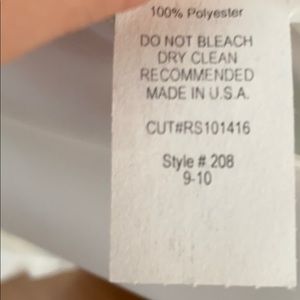 100% Polyester
DO NOT BLEACH
DRY CLEAN
RECOMMENDED
MADE IN U.S.A.
CUT#RS101416
Style # 208
9-10